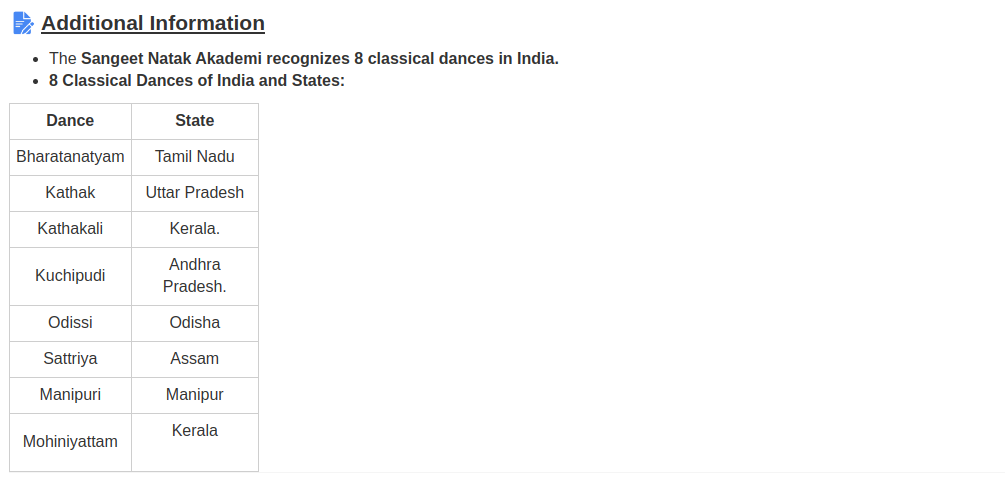 Additional Information
The Sangeet Natak Akademi recognizes 8 classical dances in India.
8 Classical Dances of India and States:
Dance State
Bharatanatyam Tamil Nadu
Kathak Uttar Pradesh
Kathakali Kerala.
Kuchipudi Andhra
Pradesh.
Odissi Odisha
Sattriya Assam
Manipuri Manipur
Mohiniyattam Kerala